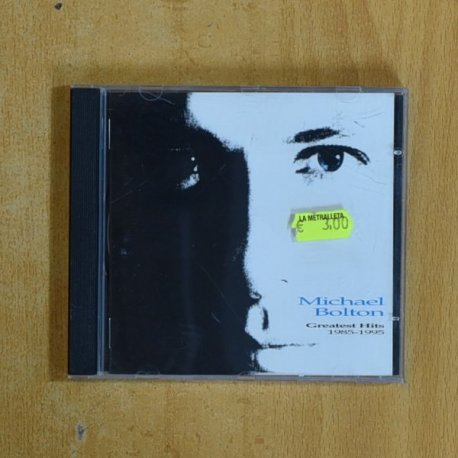 LA METRALLETA
€ 3.00
Michael
Bolton
Greatest Hits
1985-1995